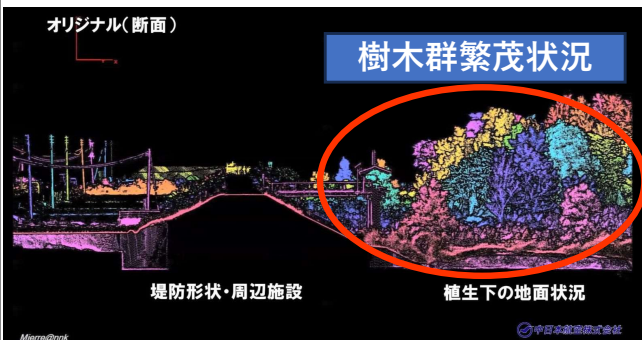 オリジナル(断面)
樹木群繁茂状況
堤防形状・周辺施設
植生下の地面状況
中日本航空株式会社
Mierre@nnk